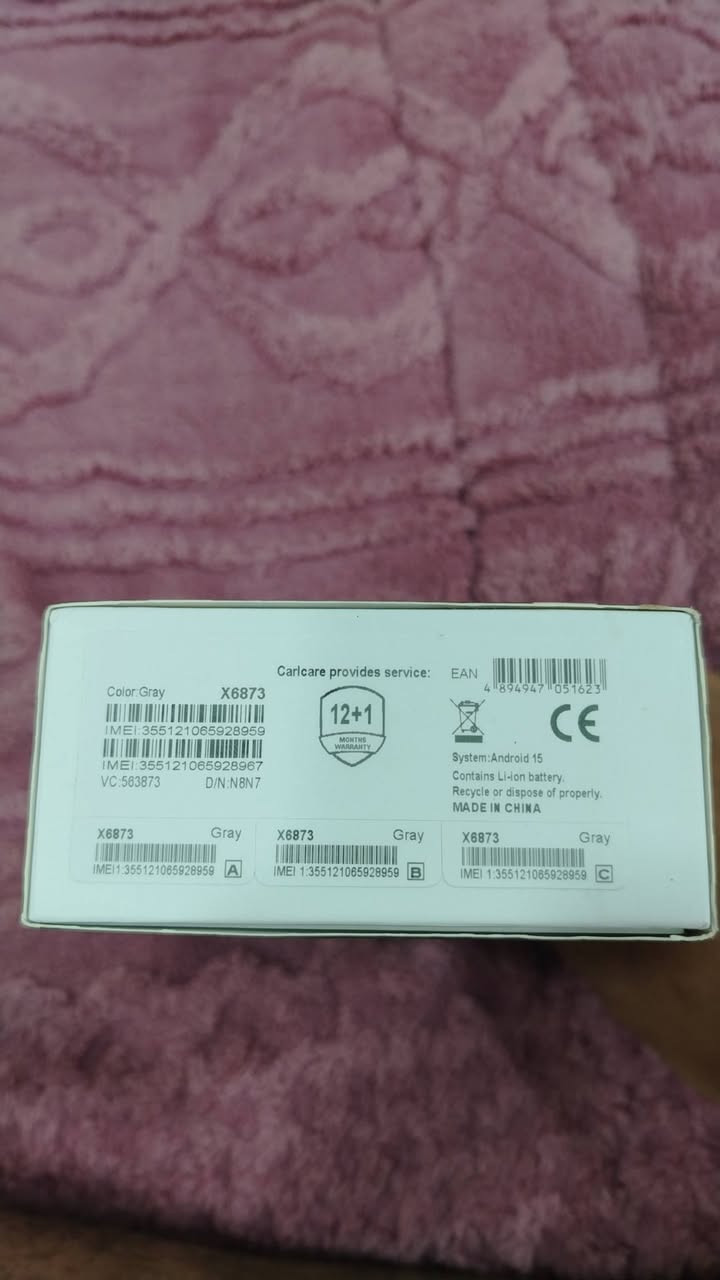 Carlcare provides service:
EAN
4 894947 051623
Color:Gray X6873
IMEI:355121065928959
IMEI:355121065928967
VC:563873 D/N:N8N7
12+1
MONTHS
WARRANTY
CE
System:Android 15
Contains Li-ion battery.
Recycle or dispose of properly.
MADE IN CHINA
X6873 Gray
IMEI1:355121065928959 A
X6873 Gray
IMEI 1:355121065928959 B
X6873 Gray
IMEI 1:355121065928959 C